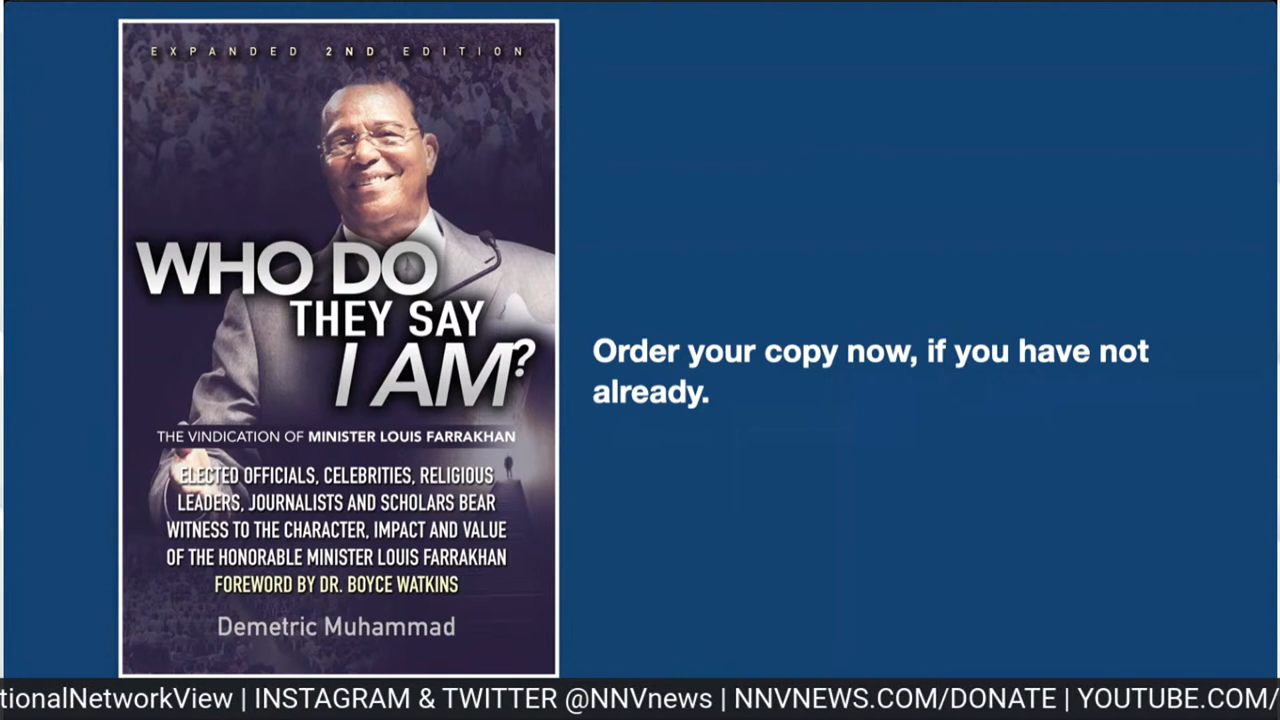 EXPANDED 2ND EDITION
WHO DO
THEY SAY
I AM?
THE VINDICATION OF MINISTER LOUIS FARRAKHAN
ELECTED OFFICIALS, CELEBRITIES, RELIGIOUS
LEADERS, JOURNALISTS AND SCHOLARS BEAR
WITNESS TO THE CHARACTER, IMPACT AND VALUE
OF THE HONORABLE MINISTER LOUIS FARRAKHAN
FOREWORD BY DR. BOYCE WATKINS
Demetric Muhammad
Order your copy now, if you have not
already.
tionalNetworkView | INSTAGRAM & TWITTER @NNVnews | NNVNEWS.COM/DONATE | YOUTUBE.COM/